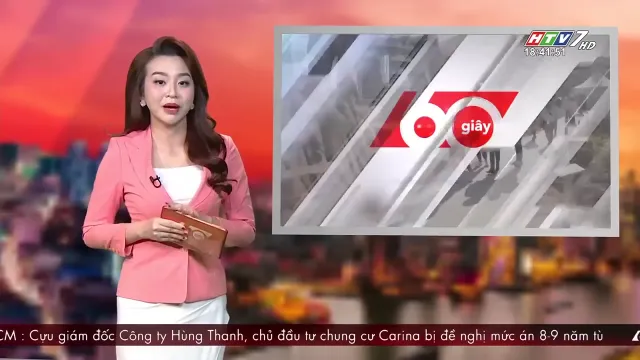 HTV7 HD
18:41:51
60 giây
60
CM : Cựu giám đốc Công ty Hùng Thanh, chủ đầu tư chung cư Carina bị đề nghị mức án 8-9 năm tù